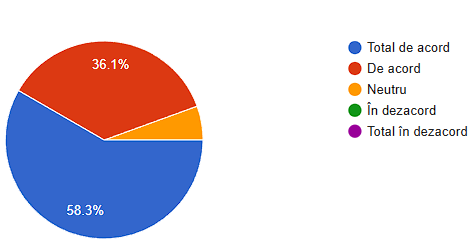 36.1%
58.3%
Total de acord
De acord
Neutru
În dezacord
Total în dezacord